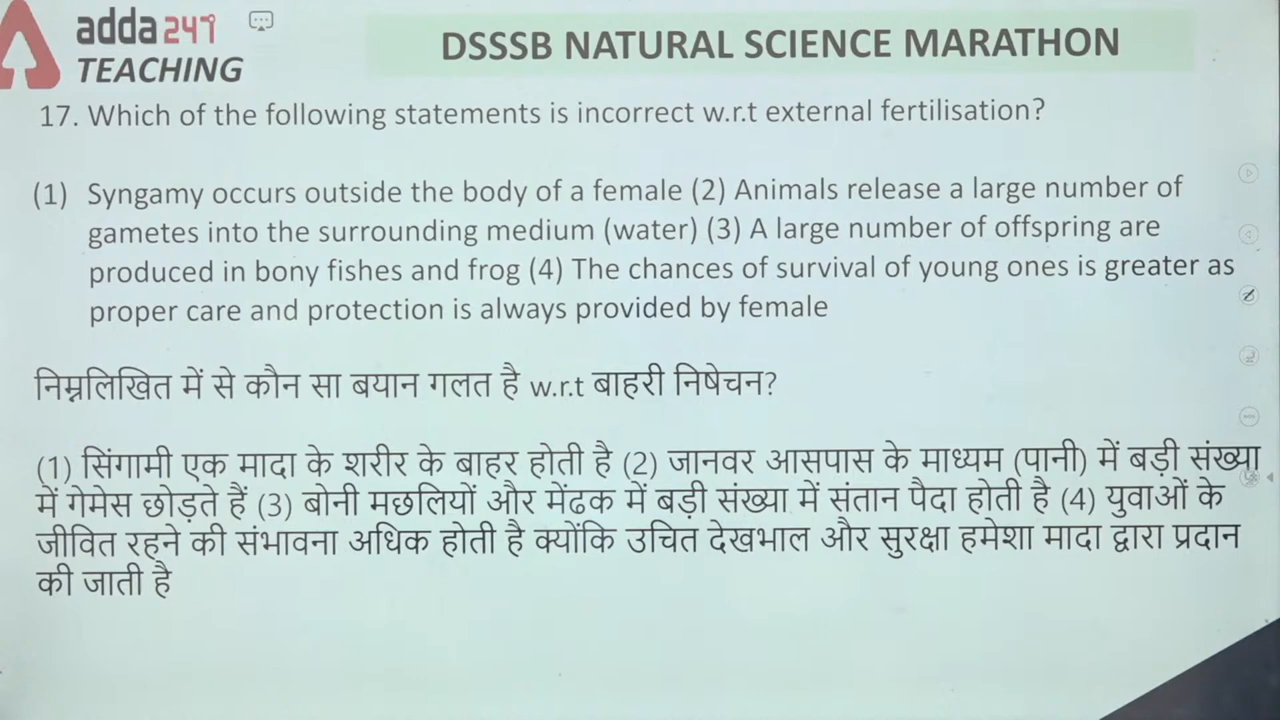 adda247
TEACHING
DSSSB NATURAL SCIENCE MARATHON
17. Which of the following statements is incorrect w.r.t external fertilisation?
(1) Syngamy occurs outside the body of a female (2) Animals release a large number of
gametes into the surrounding medium (water) (3) A large number of offspring are
produced in bony fishes and frog (4) The chances of survival of young ones is greater as
proper care and protection is always provided by female
निम्नलिखित में से कौन सा बयान गलत है w.r.t बाहरी निषेचन?
(1) सिंगामी एक मादा के शरीर के बाहर होती है (2) जानवर आसपास के माध्यम (पानी) में बड़ी संख्या
में गेमेस छोड़ते हैं (3) बोनी मछलियों और मेंढक में बड़ी संख्या में संतान पैदा होती है (4) युवाओं के
जीवित रहने की संभावना अधिक होती है क्योंकि उचित देखभाल और सुरक्षा हमेशा मादा द्वारा प्रदान
की जाती है